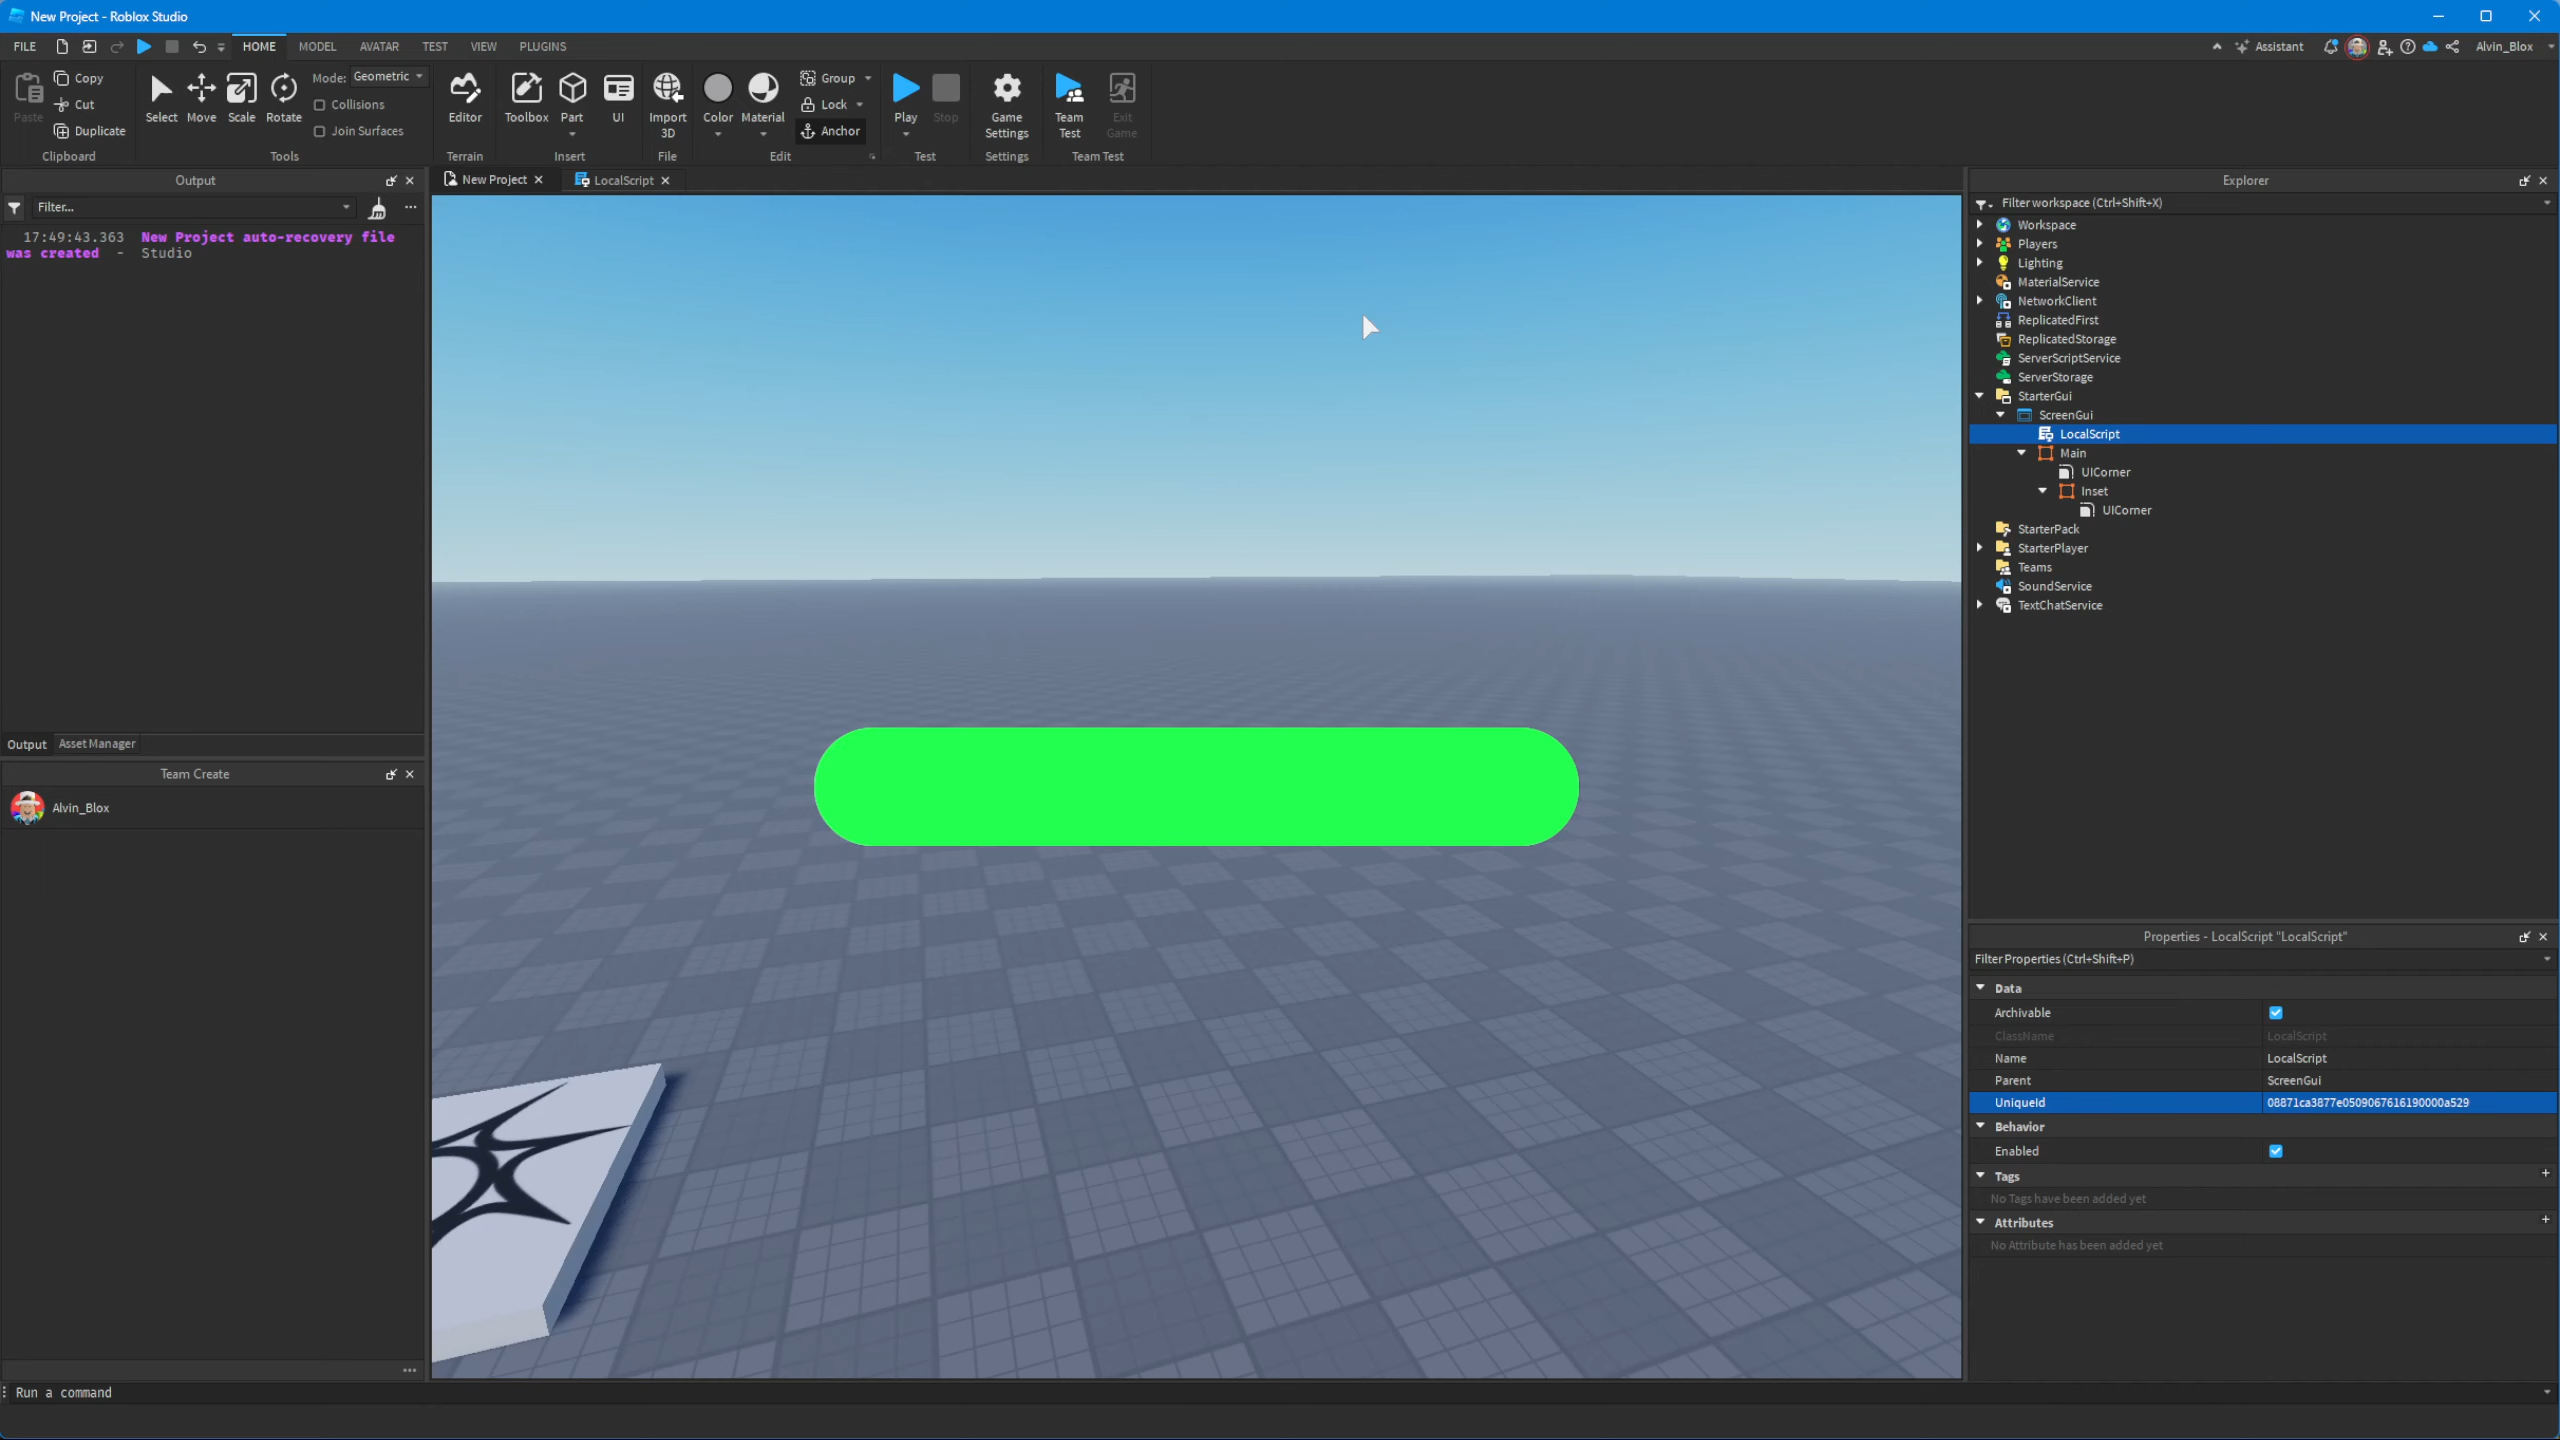 New Project - Roblox Studio
FILE HOME MODEL AVATAR TEST VIEW PLUGINS Assistant Alvin_Blox
Paste Copy Cut Duplicate
Clipboard
Select Move Scale Rotate
Mode: Geometric
Collisions
Join Surfaces
Tools
Editor
Terrain
Toolbox Part UI
Insert
Import 3D
File
Color Material
Group
Lock
Anchor
Edit
Play Stop
Test
Game Settings
Settings
Team Test
Exit Game
Team Test
Output
Filter...
17:49:43.363 New Project auto-recovery file
was created - Studio
Output Asset Manager
Team Create
Alvin_Blox
New Project
LocalScript
Explorer
Filter workspace (Ctrl+Shift+X)
Workspace
Players
Lighting
MaterialService
NetworkClient
ReplicatedFirst
ReplicatedStorage
ServerScriptService
ServerStorage
StarterGui
ScreenGui
LocalScript
Main
UICorner
Inset
UICorner
StarterPack
StarterPlayer
Teams
SoundService
TextChatService
Properties - LocalScript "LocalScript"
Filter Properties (Ctrl+Shift+P)
Data
Archivable
ClassName LocalScript
Name LocalScript
Parent ScreenGui
UniqueId 08871ca3877e0509067616190000a529
Behavior
Enabled
Tags
No Tags have been added yet
Attributes
No Attribute has been added yet
Run a command